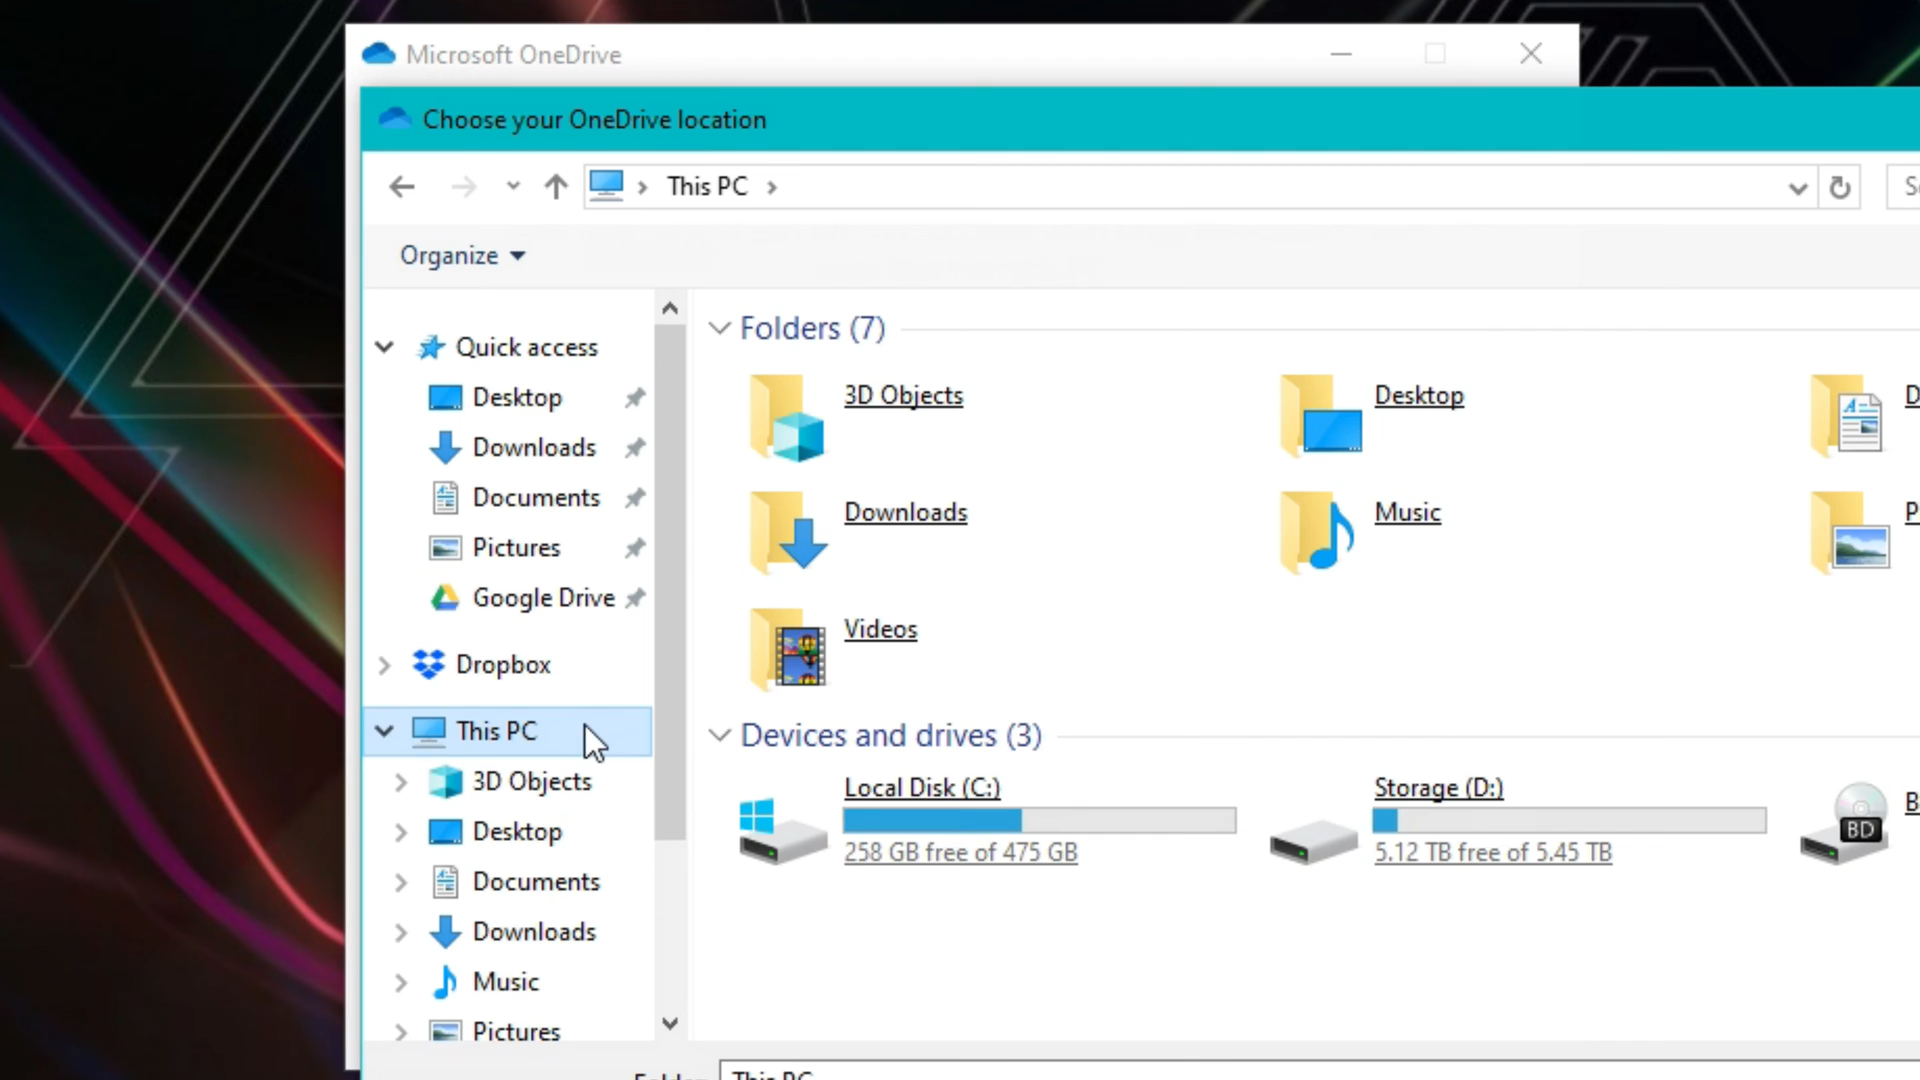 Microsoft OneDrive
Choose your OneDrive location
This PC
Organize
Quick access
Desktop
Downloads
Documents
Pictures
Google Drive
Dropbox
This PC
3D Objects
Desktop
Documents
Downloads
Music
Pictures
Folders (7)
3D Objects
Desktop
Downloads
Music
Videos
Devices and drives (3)
Local Disk (C:)
258 GB free of 475 GB
Storage (D:)
5.12 TB free of 5.45 TB
BD
This PC